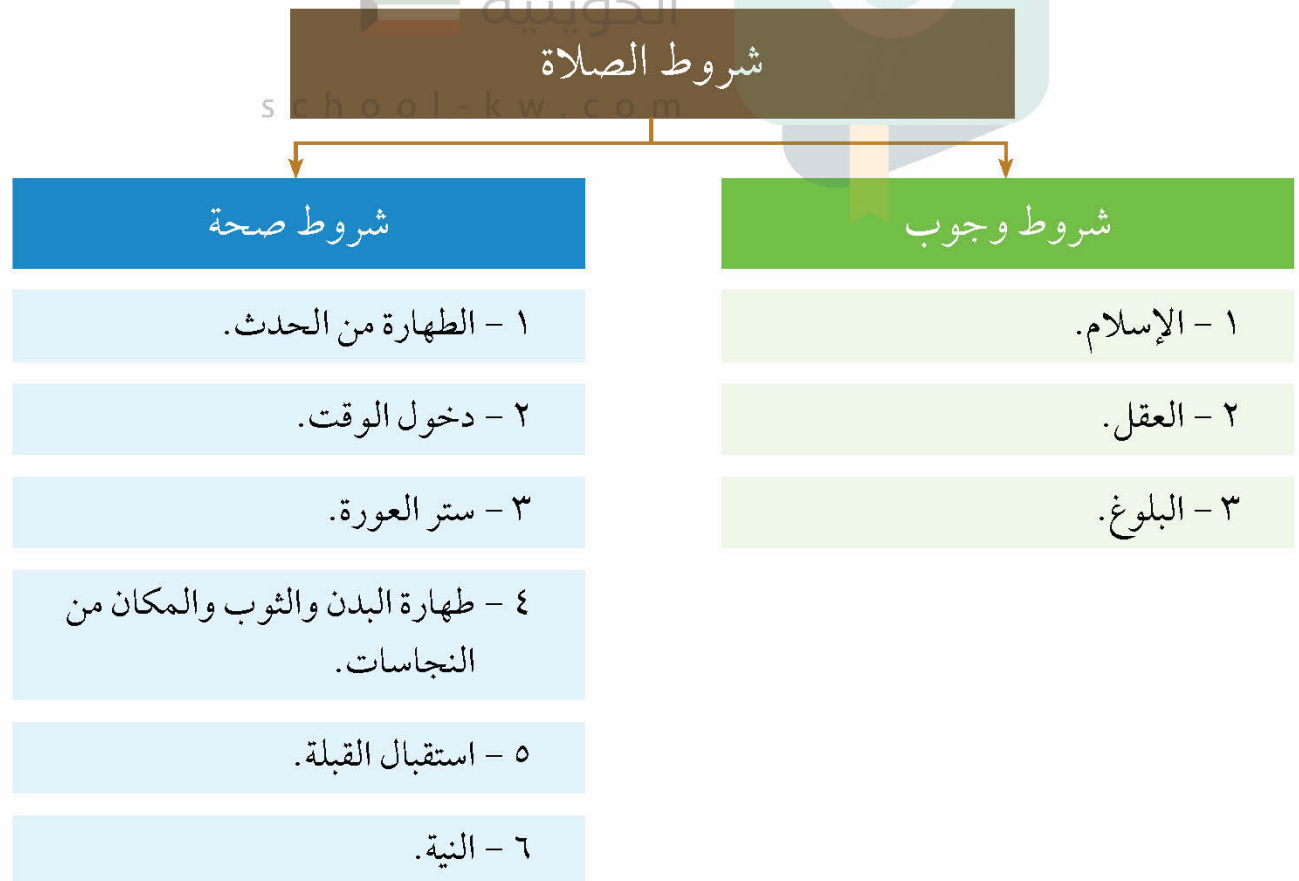 الكويتية
شروط الصلاة
school-kw.com
شروط وجوب
١ – الإسلام.
٢ – العقل.
٣ – البلوغ.
شروط صحة
١ – الطهارة من الحدث.
٢ – دخول الوقت.
٣ – ستر العورة.
٤ – طهارة البدن والثوب والمكان من
النجاسات.
٥ – استقبال القبلة.
٦ – النية.